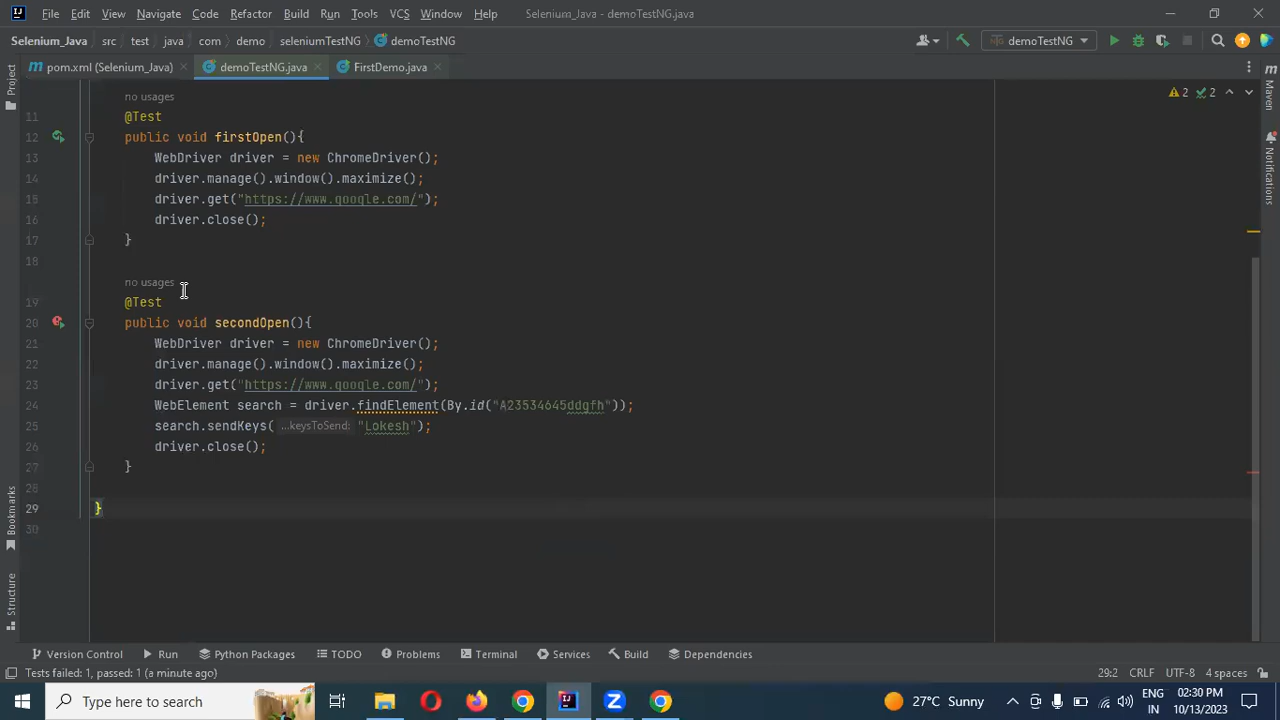 File Edit View Navigate Code Refactor Build Run Tools VCS Window Help Selenium_Java - demoTestNG.java
Selenium_Java src test java com demo seleniumTestNG demoTestNG demoTestNG
pom.xml (Selenium_Java) demoTestNG.java FirstDemo.java
Project
Maven
Notifications
Bookmarks
Structure
2 2
no usages
11 @Test
12 public void firstOpen(){
13 WebDriver driver = new ChromeDriver();
14 driver.manage().window().maximize();
15 driver.get("https://www.google.com/");
16 driver.close();
17 }
18
no usages
19 @Test
20 public void secondOpen(){
21 WebDriver driver = new ChromeDriver();
22 driver.manage().window().maximize();
23 driver.get("https://www.google.com/");
24 WebElement search = driver.findElement(By.id("A23534645ddgfh"));
25 search.sendKeys( ...keysToSend: "Lokesh");
26 driver.close();
27 }
28
29 }
30
Version Control Run Python Packages TODO Problems Terminal Services Build Dependencies
Tests failed: 1, passed: 1 (a minute ago) 29:2 CRLF UTF-8 4 spaces
Type here to search 27°C Sunny ENG IN 02:30 PM 10/13/2023